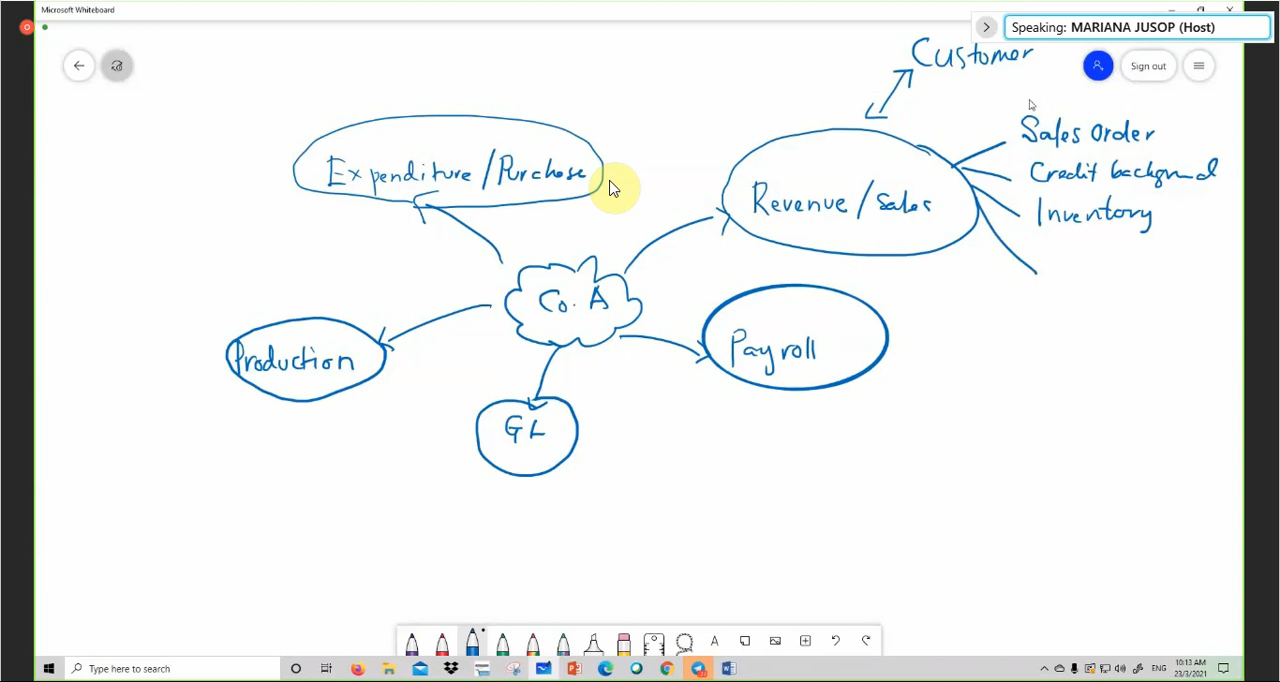 Microsoft Whiteboard
Speaking: MARIANA JUSOP (Host)
Customer
Sign out
Sales Order
Expenditure/Purchase
Credit backgrnd
Revenue/Sales
Inventory
Co. A
Payroll
Production
GL
A
Type here to search
ENG
10:13 AM
23/3/2021